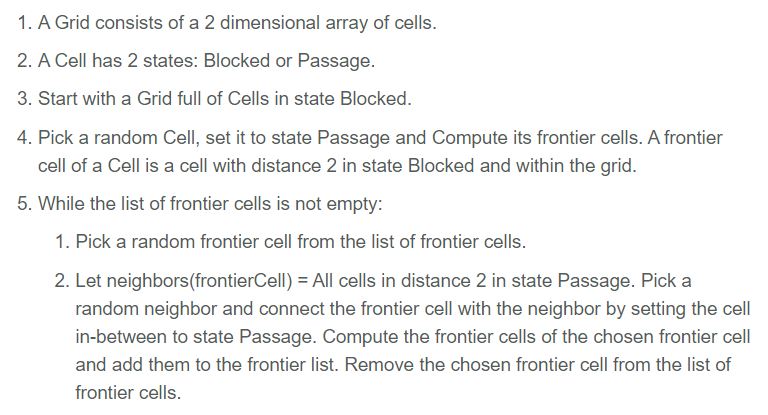 1. A Grid consists of a 2 dimensional array of cells.
2. A Cell has 2 states: Blocked or Passage.
3. Start with a Grid full of Cells in state Blocked.
4. Pick a random Cell, set it to state Passage and Compute its frontier cells. A frontier
cell of a Cell is a cell with distance 2 in state Blocked and within the grid.
5. While the list of frontier cells is not empty:
1. Pick a random frontier cell from the list of frontier cells.
2. Let neighbors(frontierCell) = All cells in distance 2 in state Passage. Pick a
random neighbor and connect the frontier cell with the neighbor by setting the cell
in-between to state Passage. Compute the frontier cells of the chosen frontier cell
and add them to the frontier list. Remove the chosen frontier cell from the list of
frontier cells.